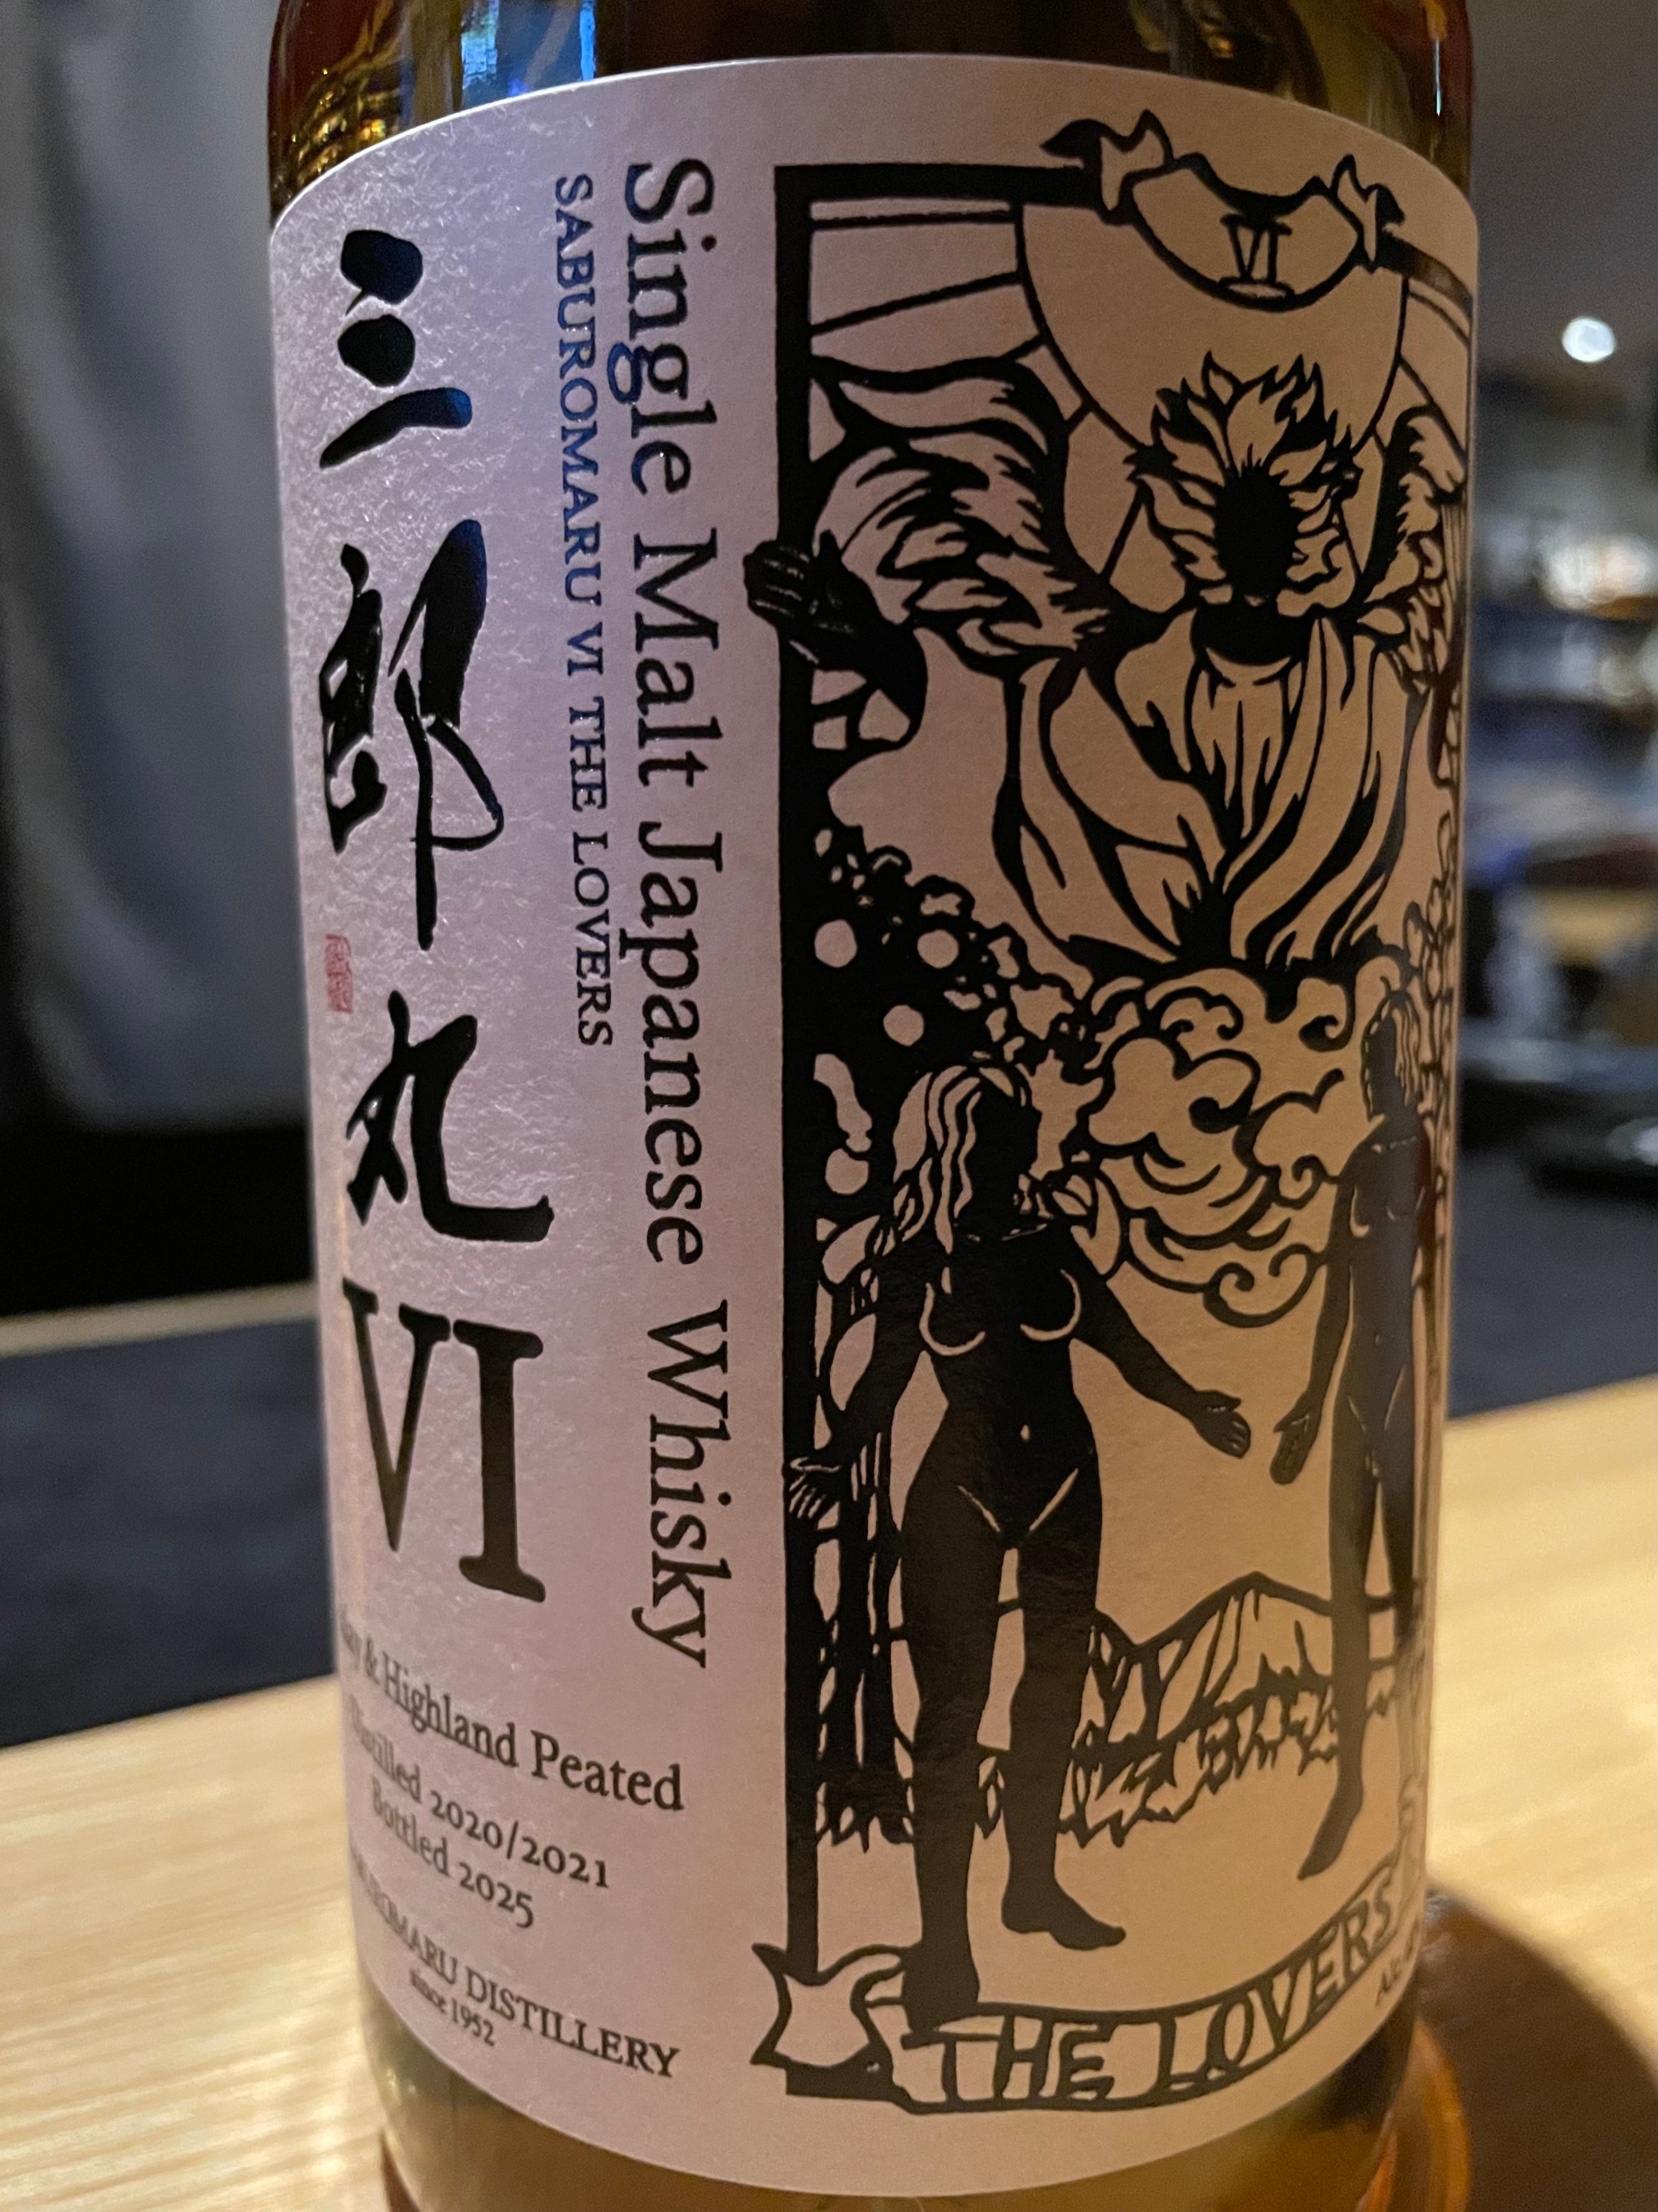 三郎丸 VI
SABUROMARU VI THE LOVERS
Single Malt Japanese Whisky
& Highland Peated
Distilled 2020/2021
Bottled 2025
SABUROMARU DISTILLERY
since 1952
VI
THE LOVERS